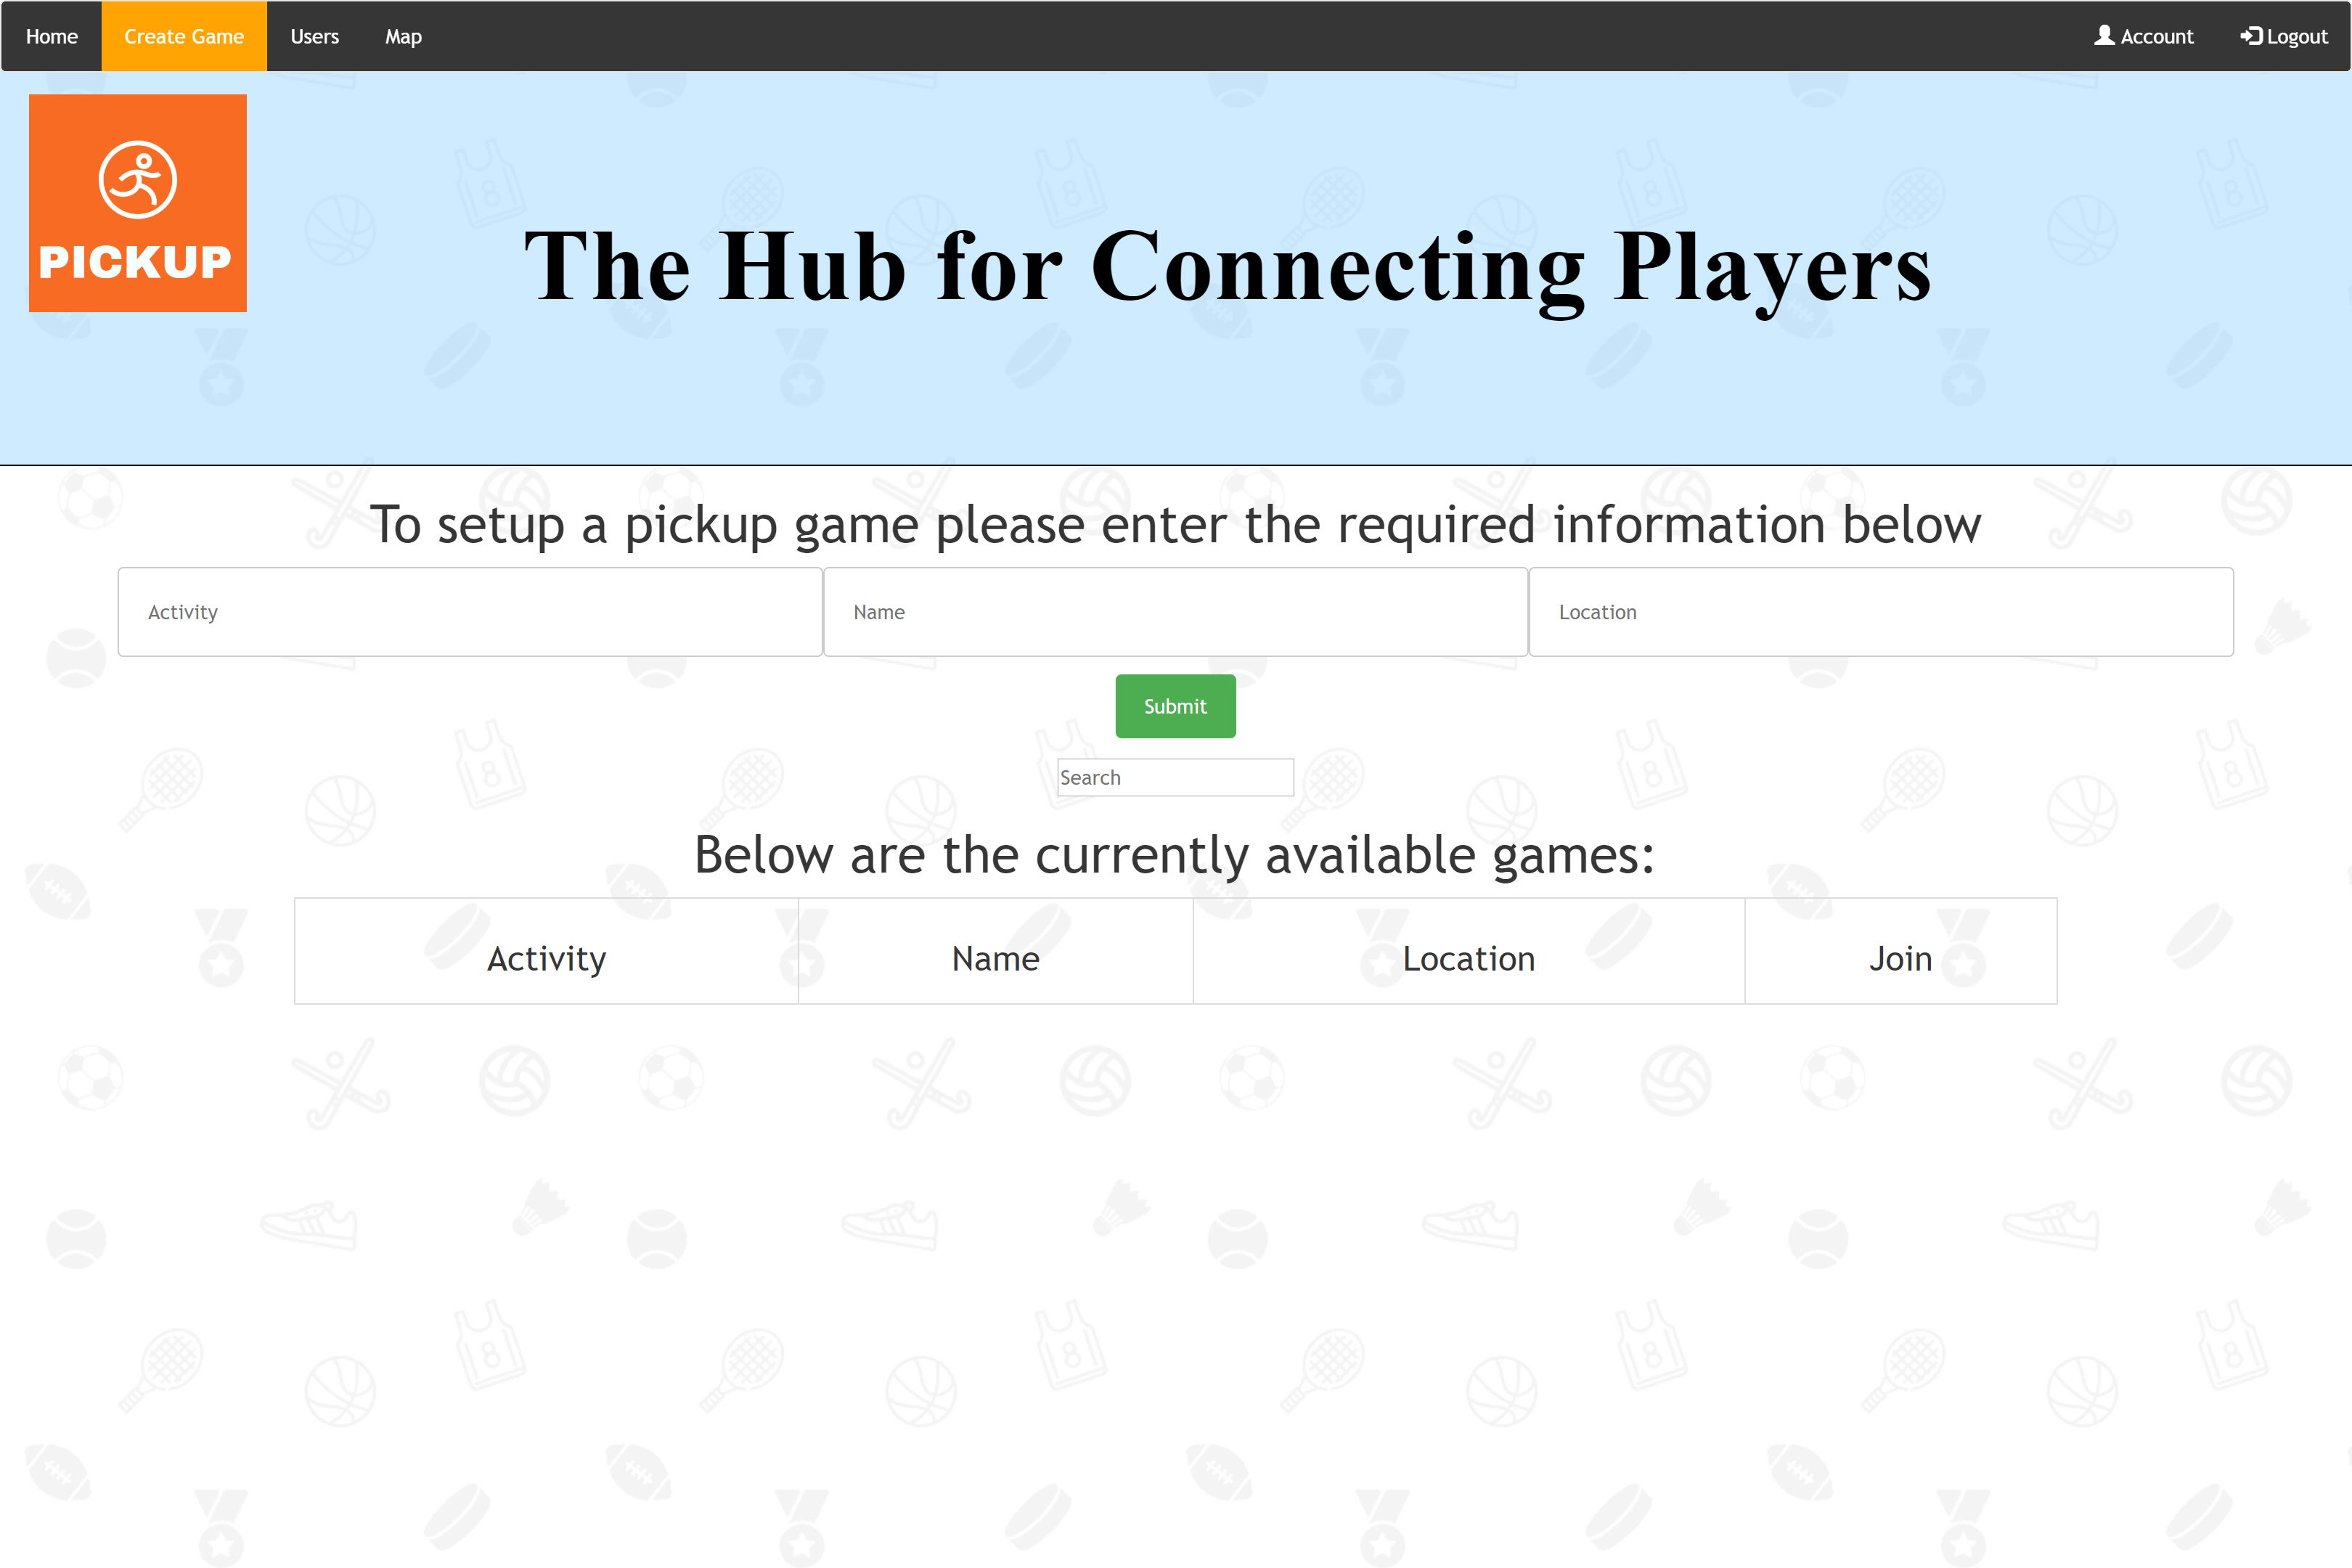 Home Create Game Users Map Account Logout
PICKUP
The Hub for Connecting Players
To setup a pickup game please enter the required information below
Activity Name Location
Submit
Search
Below are the currently available games:
Activity Name Location Join